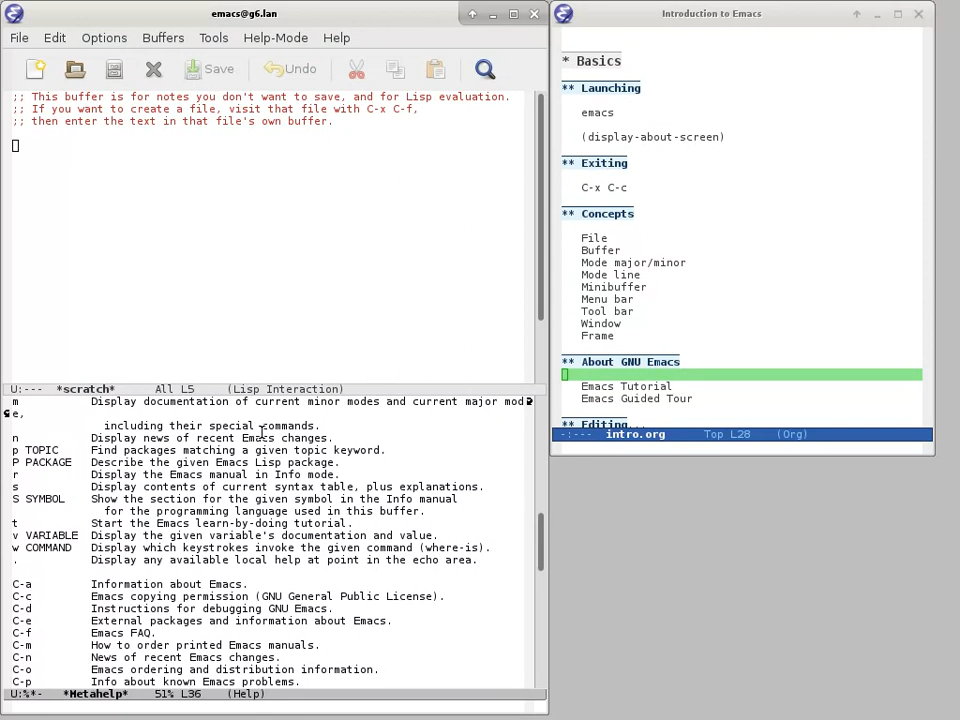 emacs@g6.lan
File Edit Options Buffers Tools Help-Mode Help
Save Undo
;; This buffer is for notes you don't want to save, and for Lisp evaluation.
;; If you want to create a file, visit that file with C-x C-f,
;; then enter the text in that file's own buffer.
U:--- *scratch* All L5 (Lisp Interaction)
m Display documentation of current minor modes and current major mod
e,
including their special commands.
n Display news of recent Emacs changes.
p TOPIC Find packages matching a given topic keyword.
P PACKAGE Describe the given Emacs Lisp package.
r Display the Emacs manual in Info mode.
s Display contents of current syntax table, plus explanations.
S SYMBOL Show the section for the given symbol in the Info manual
for the programming language used in this buffer.
t Start the Emacs learn-by-doing tutorial.
v VARIABLE Display the given variable's documentation and value.
w COMMAND Display which keystrokes invoke the given command (where-is).
. Display any available local help at point in the echo area.
C-a Information about Emacs.
C-c Emacs copying permission (GNU General Public License).
C-d Instructions for debugging GNU Emacs.
C-e External packages and information about Emacs.
C-f Emacs FAQ.
C-m How to order printed Emacs manuals.
C-n News of recent Emacs changes.
C-o Emacs ordering and distribution information.
C-p Info about known Emacs problems.
U:%*- *Metahelp* 51% L36 (Help)
Introduction to Emacs
* Basics
** Launching
emacs
(display-about-screen)
** Exiting
C-x C-c
** Concepts
File
Buffer
Mode major/minor
Mode line
Minibuffer
Menu bar
Tool bar
Window
Frame
** About GNU Emacs
Emacs Tutorial
Emacs Guided Tour
** Editing...
-:--- intro.org Top L28 (Org)